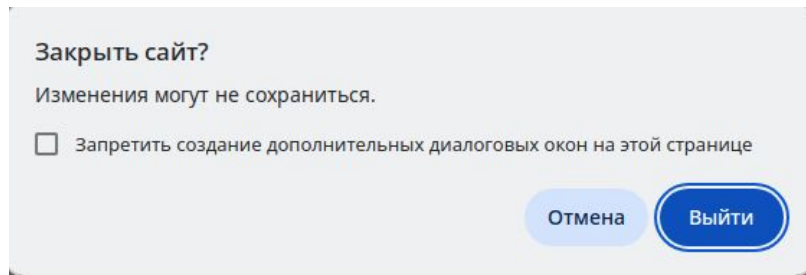 Закрыть сайт?
Изменения могут не сохраниться.
Запретить создание дополнительных диалоговых окон на этой странице
Отмена
Выйти